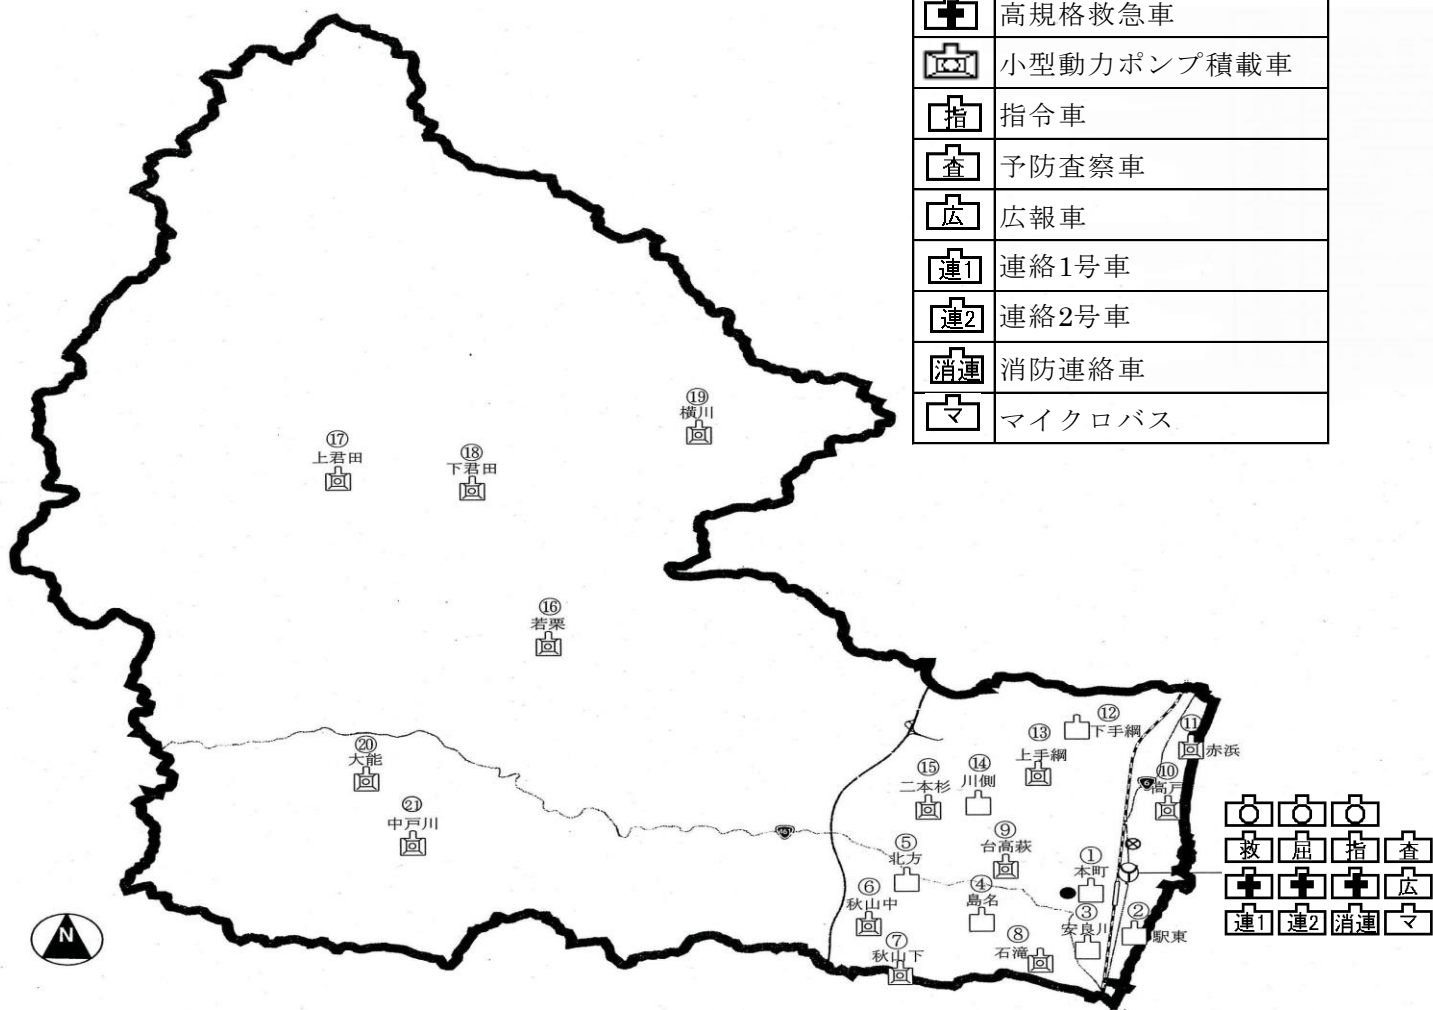 高規格救急車
小型動力ポンプ積載車
指 指令車
査 予防査察車
広 広報車
連1 連絡1号車
連2 連絡2号車
消連 消防連絡車
マ マイクロバス
⑲
横川
⑰
上君田
⑱
下君田
⑯
若栗
⑳
大能
㉑
中戸川
⑫
下手綱
⑪
赤浜
⑬
上手綱
⑭
川側
⑮
二本杉
⑩
高戸
6
461
⑨
台高萩
⑤
北方
①
本町
⑥
秋山中
④
島名
③
安良川
②
駅東
⑦
秋山下
⑧
石滝
救 屈 指 査
広
連1 連2 消連 マ
N